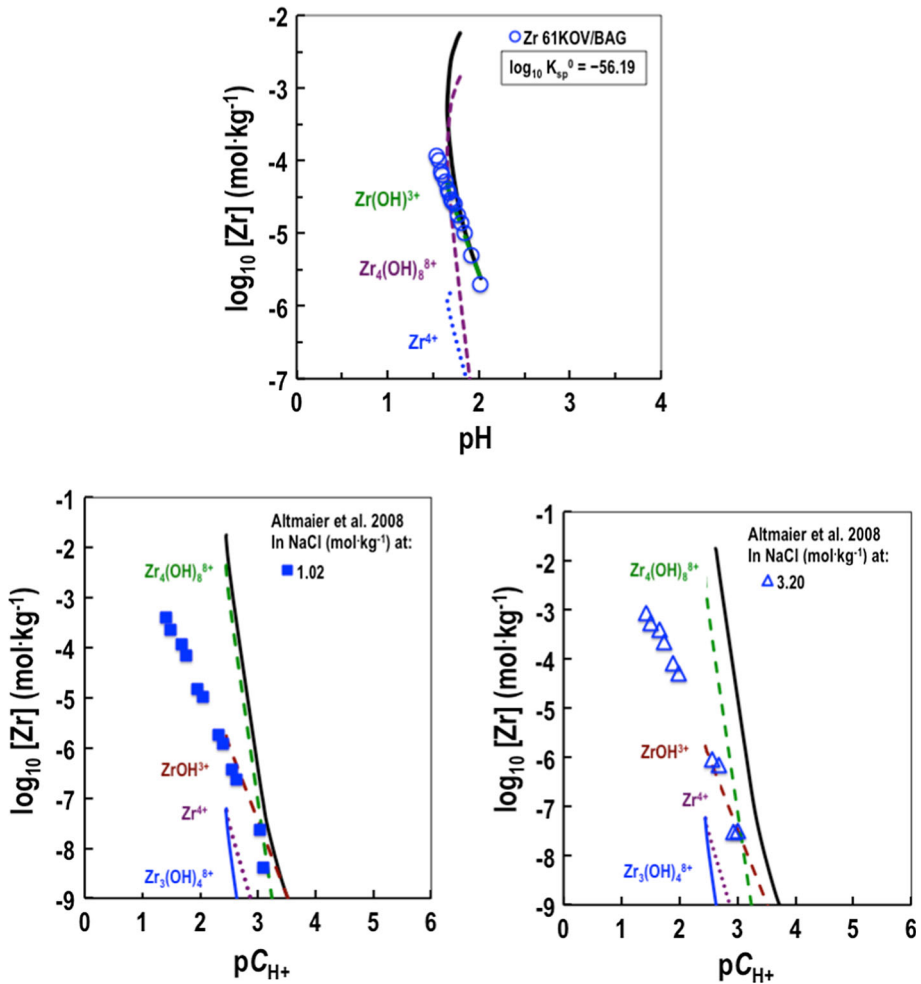 Zr 61KOV/BAG
log₁₀ Kₛₚ⁰ = −56.19
-2
-3
-4
-5
-6
-7
log₁₀ [Zr] (mol·kg⁻¹)
Zr(OH)³⁺
Zr₄(OH)₈⁸⁺
Zr⁴⁺
0 1 2 3 4
pH
-1
-2
-3
-4
-5
-6
-7
-8
-9
log₁₀ [Zr] (mol·kg⁻¹)
Altmaier et al. 2008
In NaCl (mol·kg⁻¹) at:
1.02
Zr₄(OH)₈⁸⁺
ZrOH³⁺
Zr⁴⁺
Zr₃(OH)₄⁸⁺
0 1 2 3 4 5 6
pC_H+
-1
-2
-3
-4
-5
-6
-7
-8
-9
log₁₀ [Zr] (mol·kg⁻¹)
Altmaier et al. 2008
In NaCl (mol·kg⁻¹) at:
3.20
Zr₄(OH)₈⁸⁺
ZrOH³⁺
Zr⁴⁺
Zr₃(OH)₄⁸⁺
0 1 2 3 4 5 6
pC_H+